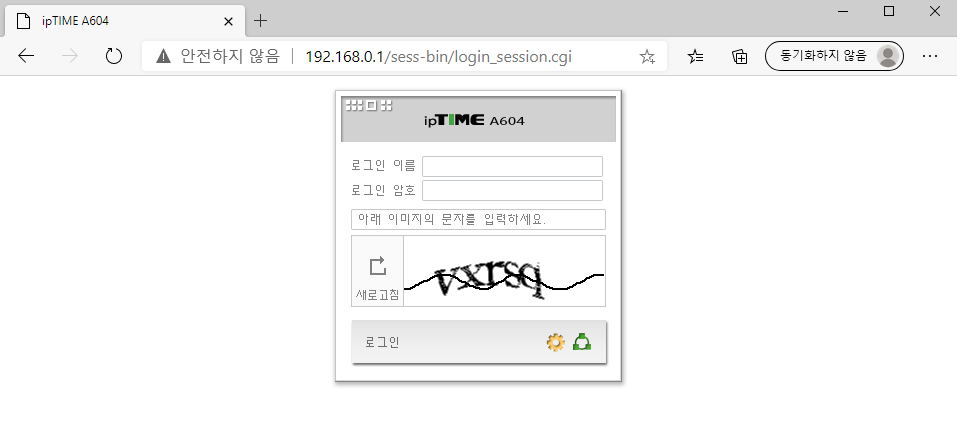 ipTIME A604
안전하지 않음 192.168.0.1/sess-bin/login_session.cgi 동기화하지 않음
ipTIME A604
로그인 이름
로그인 암호
아래 이미지의 문자를 입력하세요.
vxrsq
새로고침
로그인